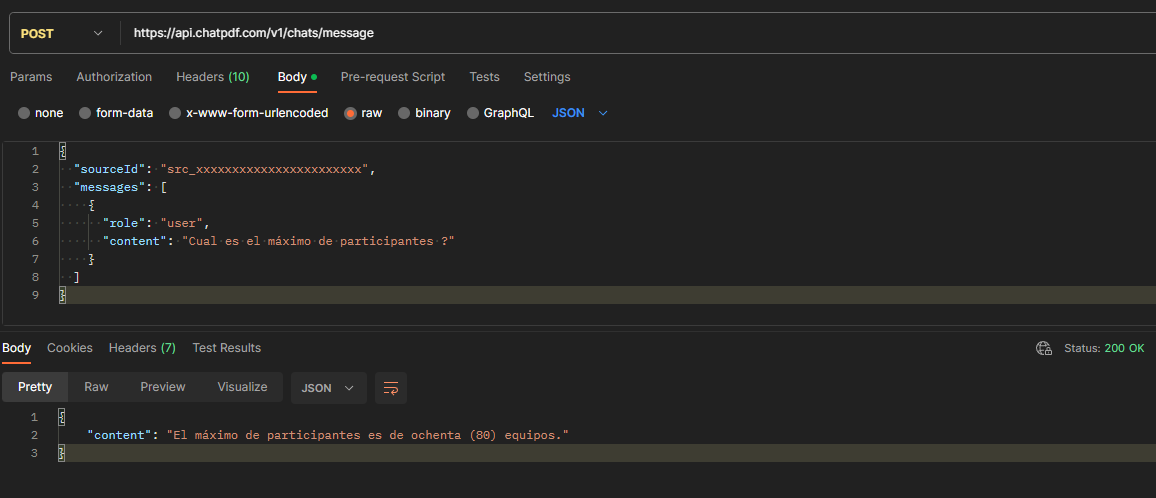 POST https://api.chatpdf.com/v1/chats/message
Params Authorization Headers (10) Body Pre-request Script Tests Settings
none form-data x-www-form-urlencoded raw binary GraphQL JSON
1 {
2 "sourceId": "src_xxxxxxxxxxxxxxxxxxxxxxx",
3 "messages": [
4 {
5 "role": "user",
6 "content": "Cual es el máximo de participantes ?"
7 }
8 ]
9 }
Body Cookies Headers (7) Test Results Status: 200 OK
Pretty Raw Preview Visualize JSON
1 {
2 "content": "El máximo de participantes es de ochenta (80) equipos."
3 }